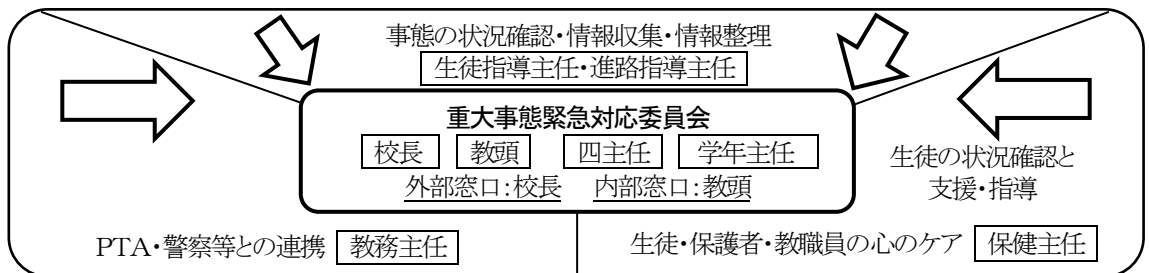 事態の状況確認・情報収集・情報整理
生徒指導主任・進路指導主任
重大事態緊急対応委員会
校長 教頭 四主任 学年主任
外部窓口:校長 内部窓口:教頭
生徒の状況確認と
支援・指導
PTA・警察等との連携 教務主任
生徒・保護者・教職員の心のケア 保健主任